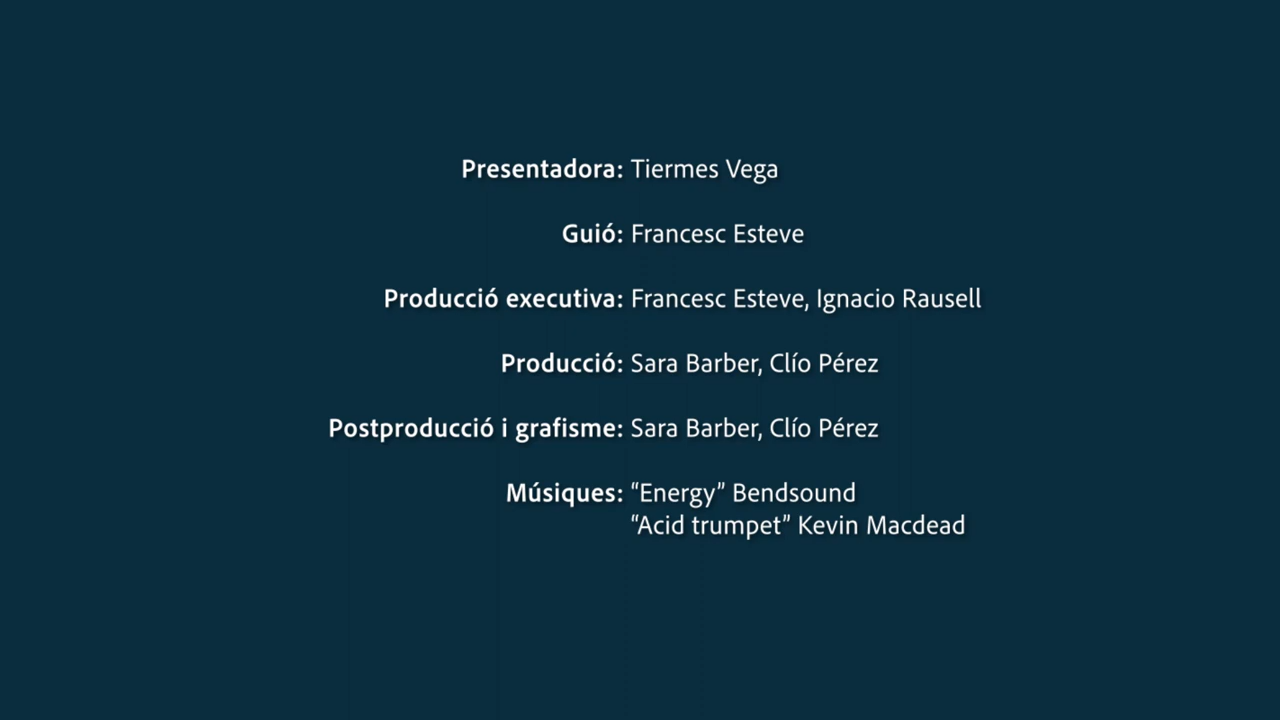 Presentadora: Tiermes Vega
Guió: Francesc Esteve
Producció executiva: Francesc Esteve, Ignacio Rausell
Producció: Sara Barber, Clío Pérez
Postproducció i grafisme: Sara Barber, Clío Pérez
Músiques: “Energy” Bendsound
“Acid trumpet” Kevin Macdead